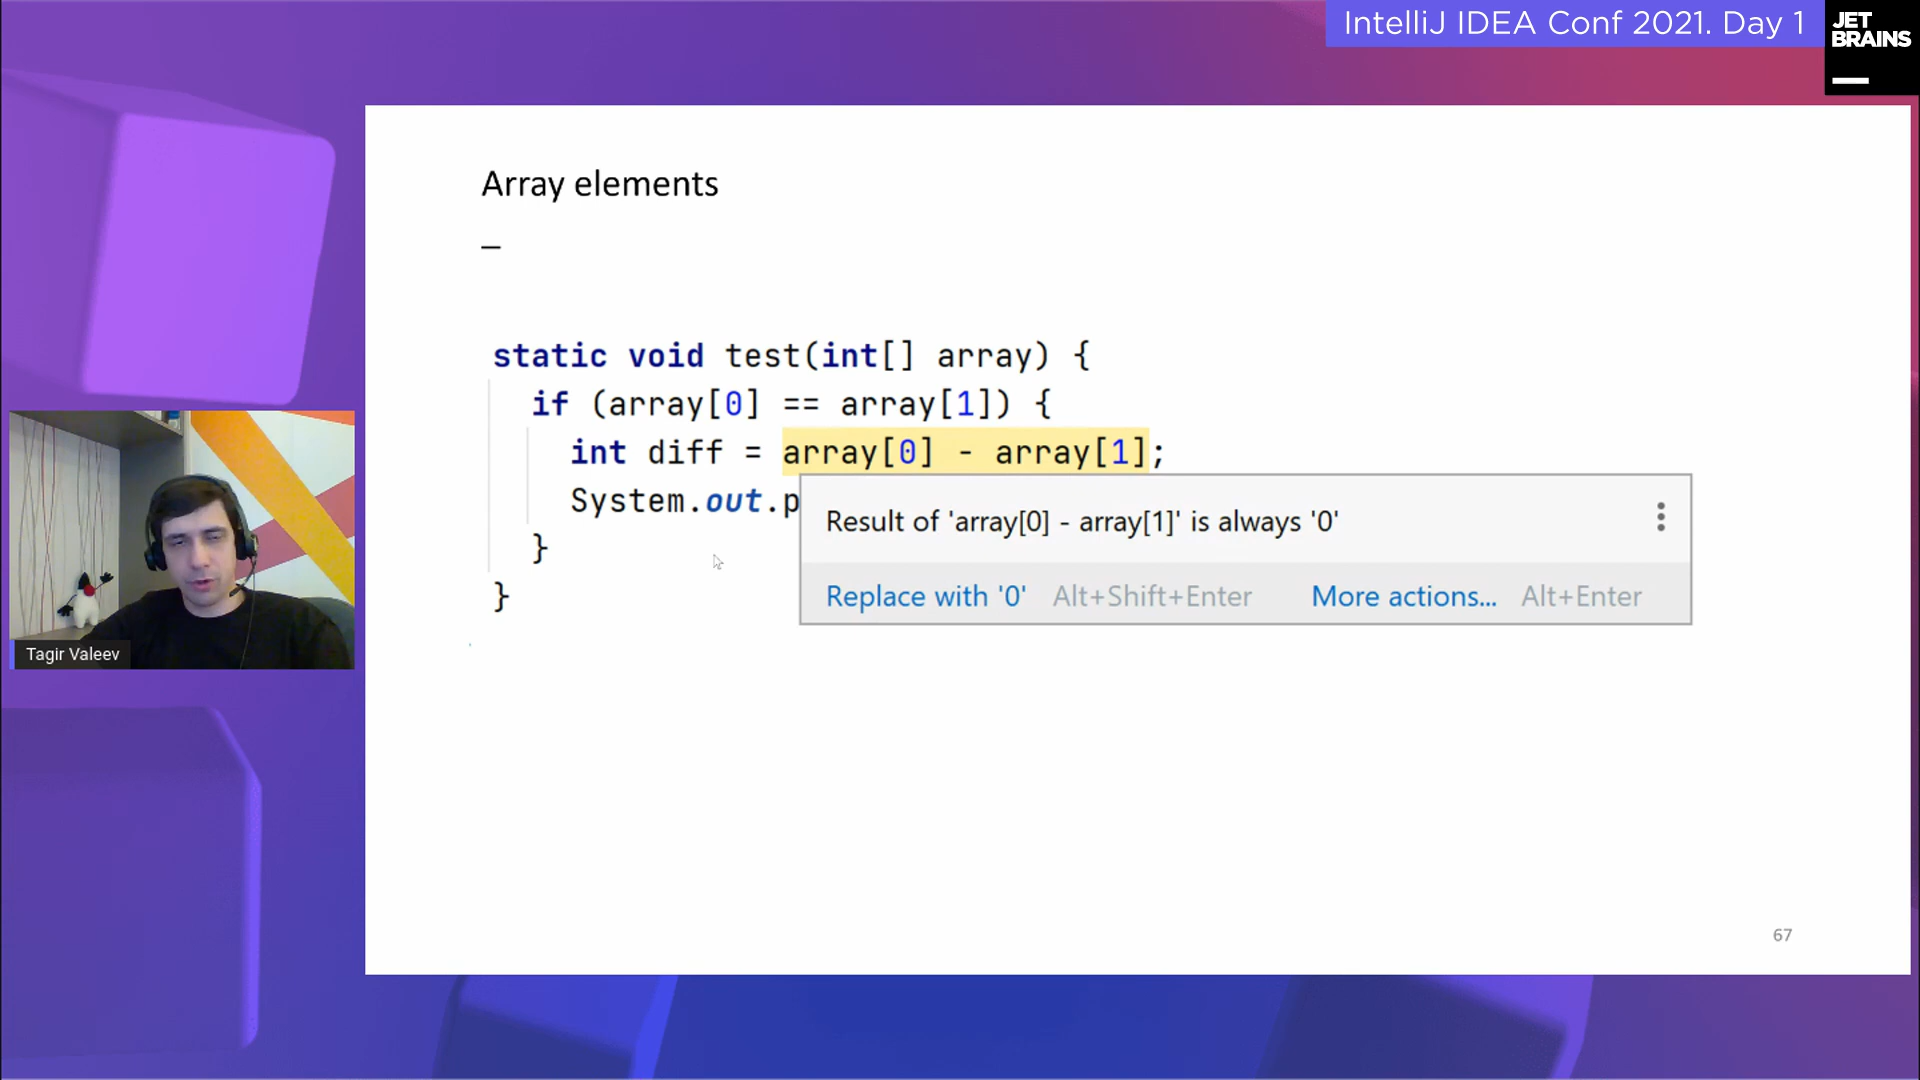 IntelliJ IDEA Conf 2021. Day 1
JET
BRAINS
Array elements
–
static void test(int[] array) {
if (array[0] == array[1]) {
int diff = array[0] - array[1];
System.out.p
}
}
Result of 'array[0] - array[1]' is always '0'
Replace with '0' Alt+Shift+Enter More actions... Alt+Enter
Tagir Valeev
67